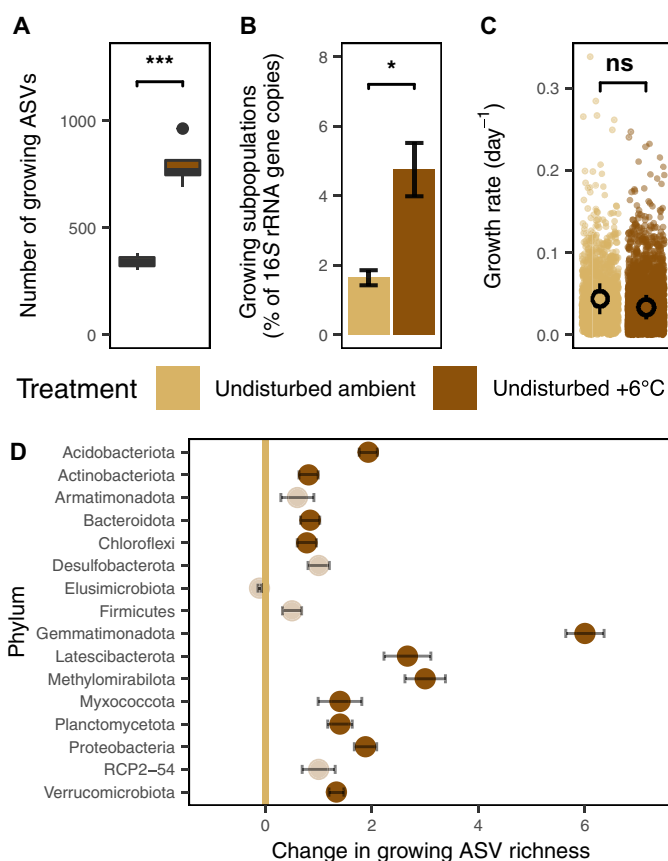 A
Number of growing ASVs
1000
500
0
***
B
Growing subpopulations
(% of 16S rRNA gene copies)
8
6
4
2
0
*
C
Growth rate (day−1)
0.3
0.2
0.1
0.0
ns
Treatment
Undisturbed ambient
Undisturbed +6°C
D
Phylum
Acidobacteriota
Actinobacteriota
Armatimonadota
Bacteroidota
Chloroflexi
Desulfobacterota
Elusimicrobiota
Firmicutes
Gemmatimonadota
Latescibacterota
Methylomirabilota
Myxococcota
Planctomycetota
Proteobacteria
RCP2−54
Verrucomicrobiota
0 2 4 6
Change in growing ASV richness